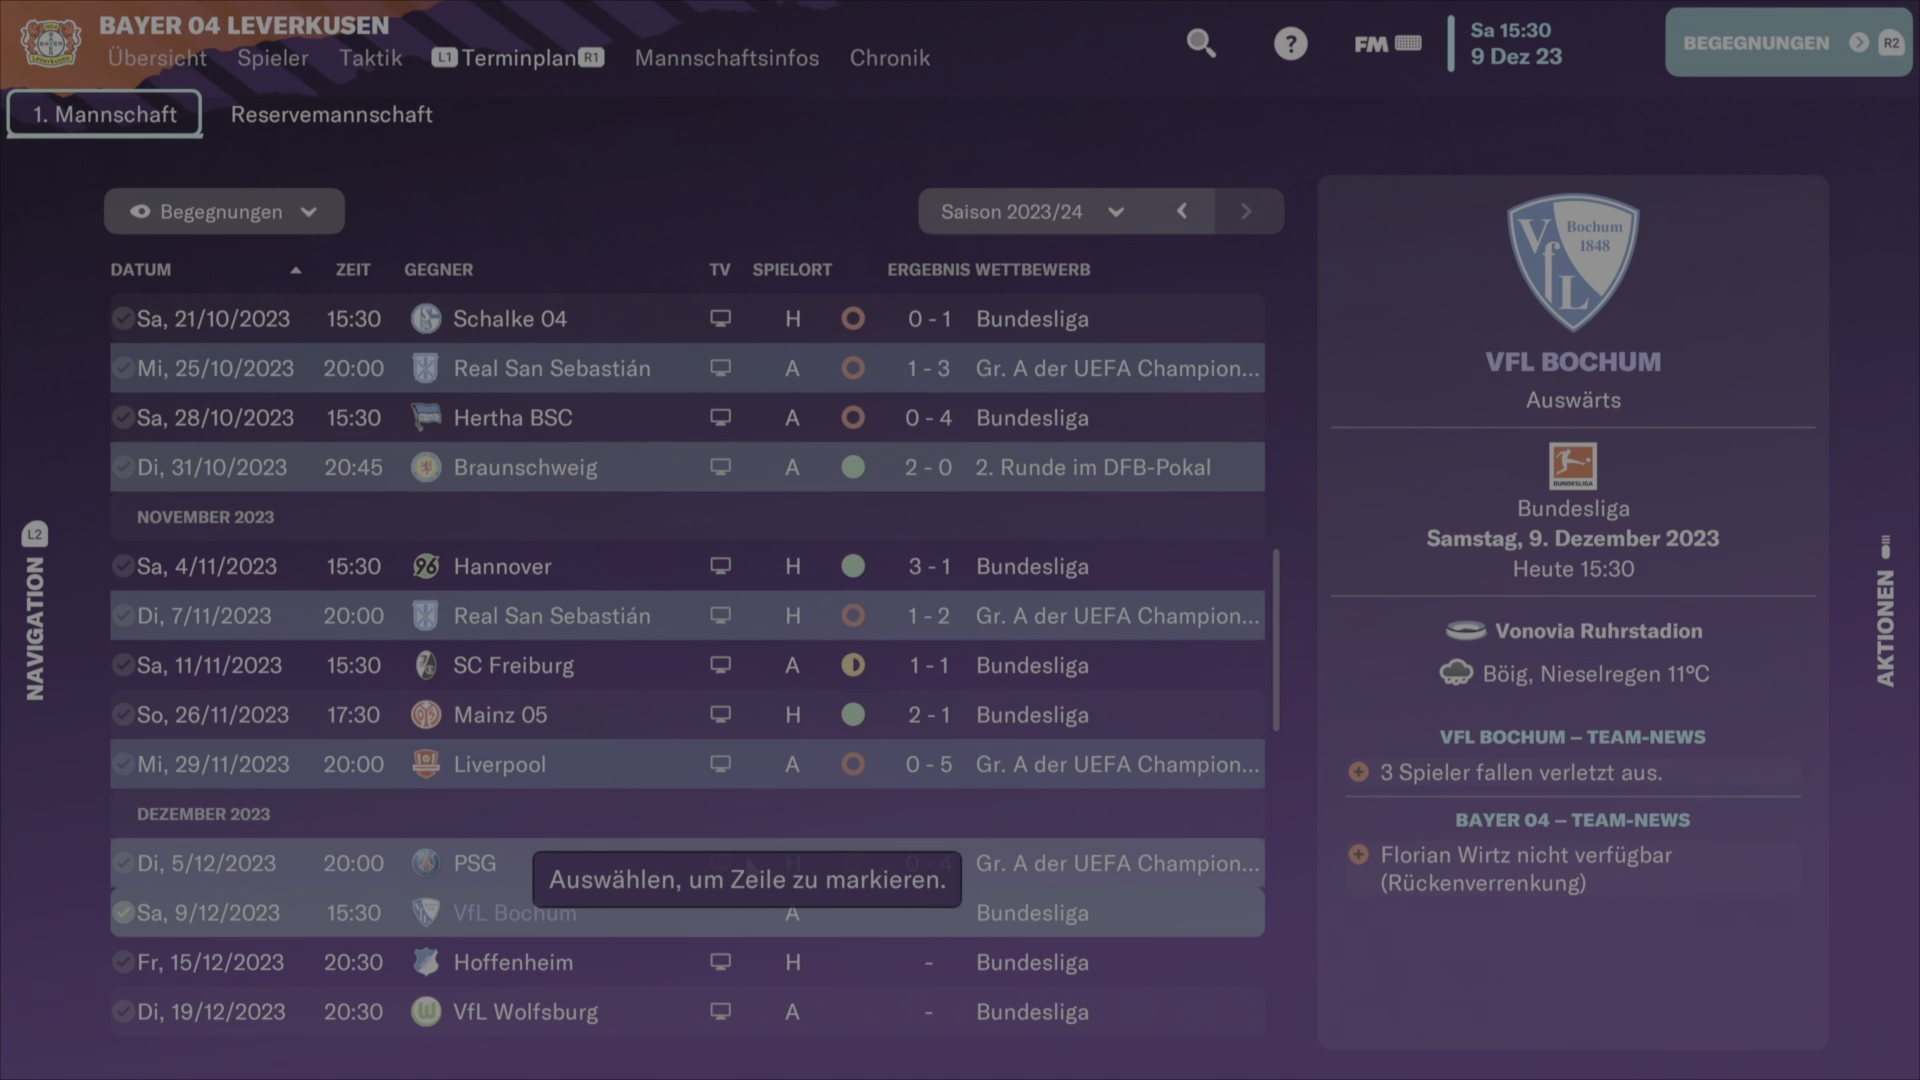 BAYER 04 LEVERKUSEN
Übersicht Spieler Taktik L1 Terminplan R1 Mannschaftsinfos Chronik
? FM
Sa 15:30
9 Dez 23
BEGEGNUNGEN R2
1. Mannschaft Reservemannschaft
Begegnungen Saison 2023/24
DATUM ZEIT GEGNER TV SPIELORT ERGEBNIS WETTBEWERB
Sa, 21/10/2023 15:30 Schalke 04 H 0 - 1 Bundesliga
Mi, 25/10/2023 20:00 Real San Sebastián A 1 - 3 Gr. A der UEFA Champion...
Sa, 28/10/2023 15:30 Hertha BSC A 0 - 4 Bundesliga
Di, 31/10/2023 20:45 Braunschweig A 2 - 0 2. Runde im DFB-Pokal
NOVEMBER 2023
Sa, 4/11/2023 15:30 Hannover H 3 - 1 Bundesliga
Di, 7/11/2023 20:00 Real San Sebastián H 1 - 2 Gr. A der UEFA Champion...
Sa, 11/11/2023 15:30 SC Freiburg A 1 - 1 Bundesliga
So, 26/11/2023 17:30 Mainz 05 H 2 - 1 Bundesliga
Mi, 29/11/2023 20:00 Liverpool A 0 - 5 Gr. A der UEFA Champion...
DEZEMBER 2023
Di, 5/12/2023 20:00 PSG H 0 - 4 Gr. A der UEFA Champion...
Auswählen, um Zeile zu markieren.
Sa, 9/12/2023 15:30 VfL Bochum A Bundesliga
Fr, 15/12/2023 20:30 Hoffenheim H - Bundesliga
Di, 19/12/2023 20:30 VfL Wolfsburg A - Bundesliga
L2
NAVIGATION
VfL Bochum 1848
VFL BOCHUM
Auswärts
BUNDESLIGA
Bundesliga
Samstag, 9. Dezember 2023
Heute 15:30
Vonovia Ruhrstadion
Böig, Nieselregen 11°C
VFL BOCHUM – TEAM-NEWS
3 Spieler fallen verletzt aus.
BAYER 04 – TEAM-NEWS
Florian Wirtz nicht verfügbar
(Rückenverrenkung)
AKTIONEN